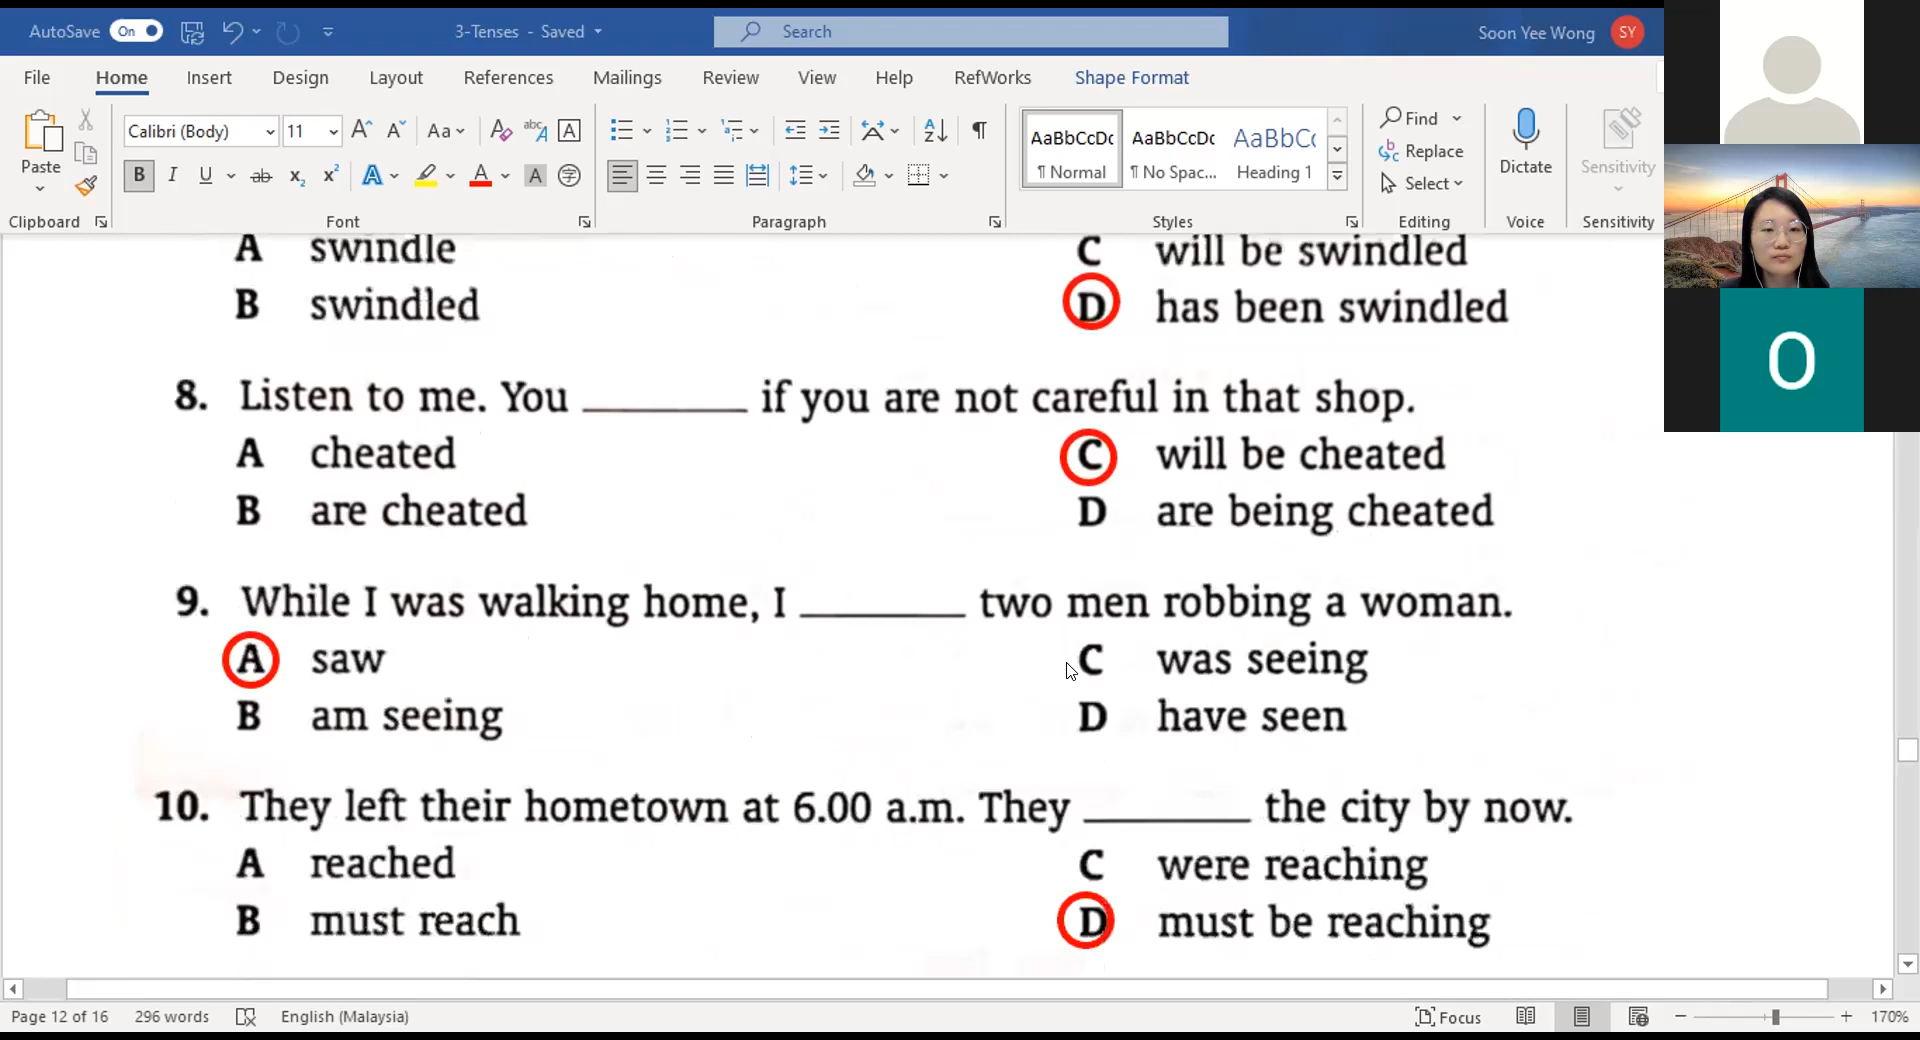 AutoSave On 3-Tenses - Saved Search Soon Yee Wong SY
File Home Insert Design Layout References Mailings Review View Help RefWorks Shape Format
Paste Calibri (Body) 11 A A Aa A abc A A
B I U ab x2 x2 A A A 字
AaBbCcDc AaBbCcDc AaBbCc
¶ Normal ¶ No Spac... Heading 1
Find
Replace
Select
Dictate Sensitivity
Clipboard Font Paragraph Styles Editing Voice Sensitivity
A swindle C will be swindled
B swindled D has been swindled
8. Listen to me. You ________ if you are not careful in that shop.
A cheated C will be cheated
B are cheated D are being cheated
9. While I was walking home, I ________ two men robbing a woman.
A saw C was seeing
B am seeing D have seen
10. They left their hometown at 6.00 a.m. They ________ the city by now.
A reached C were reaching
B must reach D must be reaching
O
Page 12 of 16 296 words English (Malaysia) Focus 170%